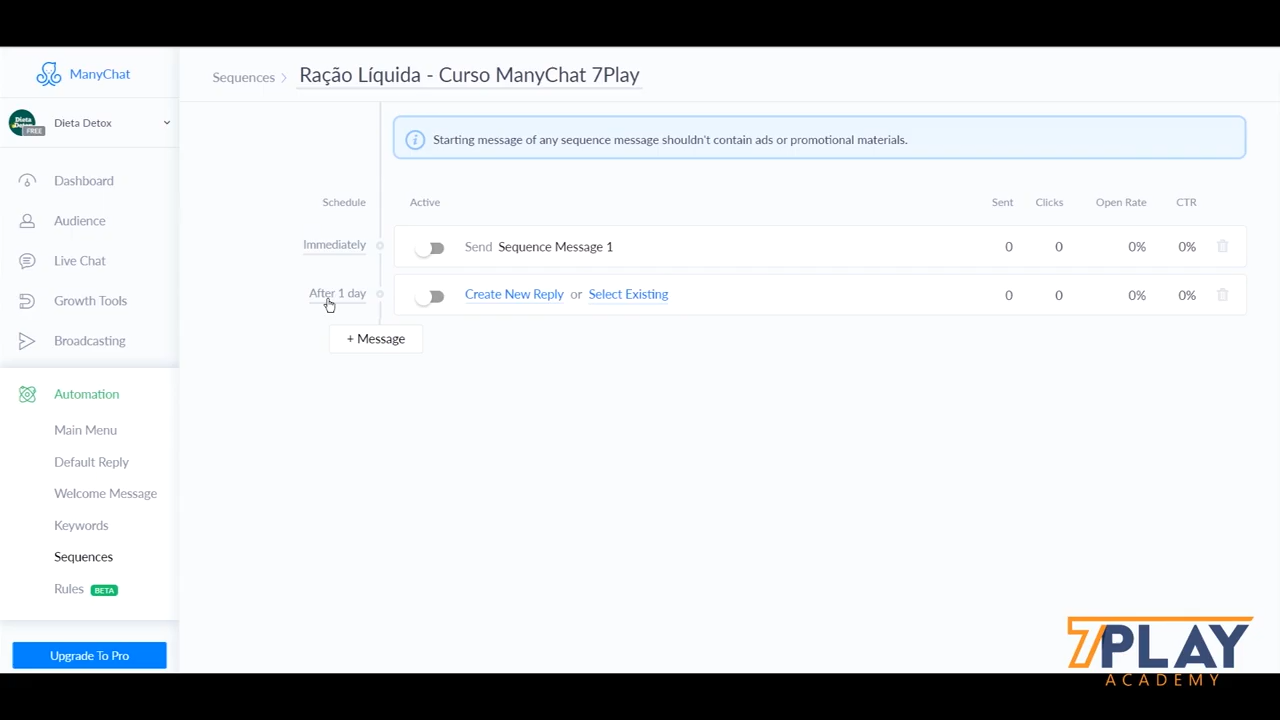 ManyChat
Sequences > Ração Líquida - Curso ManyChat 7Play
Dieta Detox
FREE
Dieta Detox
Dashboard
Audience
Live Chat
Growth Tools
Broadcasting
Automation
Main Menu
Default Reply
Welcome Message
Keywords
Sequences
Rules BETA
Upgrade To Pro
Starting message of any sequence message shouldn't contain ads or promotional materials.
Schedule Active Sent Clicks Open Rate CTR
Immediately Send Sequence Message 1 0 0 0% 0%
After 1 day Create New Reply or Select Existing 0 0 0% 0%
+ Message
7PLAY
ACADEMY